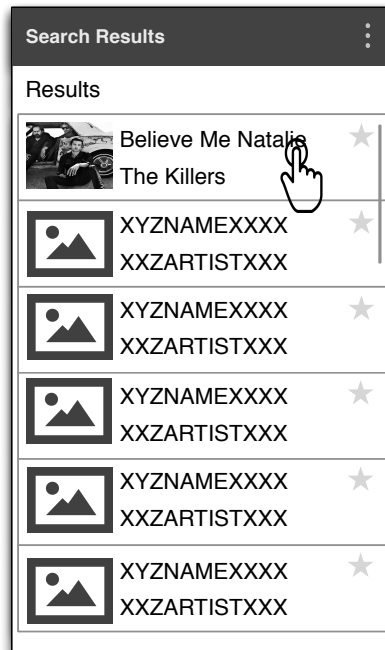 Search Results
Results
Believe Me Natalie
The Killers
XYZNAMEXXXX
XXZARTISTXXX
XYZNAMEXXXX
XXZARTISTXXX
XYZNAMEXXXX
XXZARTISTXXX
XYZNAMEXXXX
XXZARTISTXXX
XYZNAMEXXXX
XXZARTISTXXX